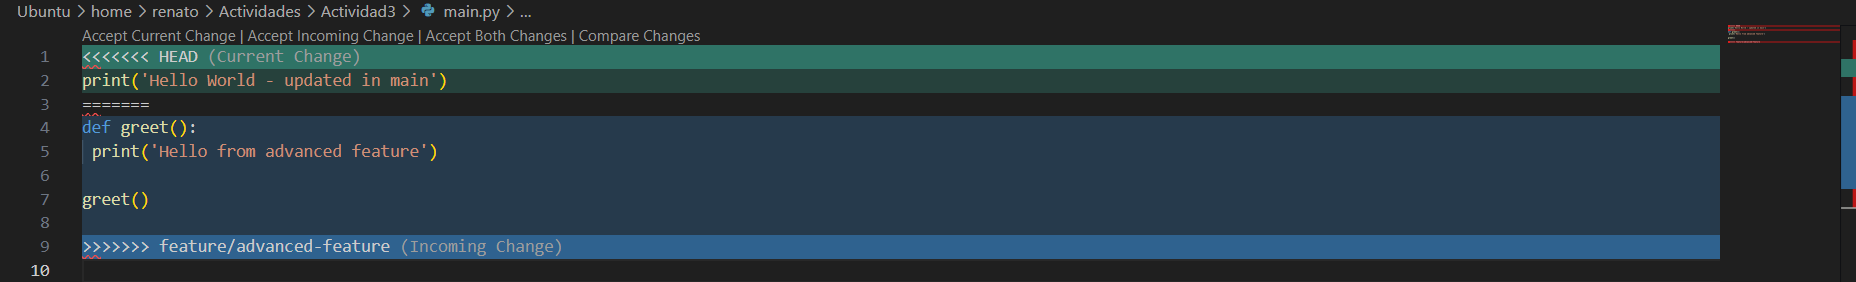 Ubuntu > home > renato > Actividades > Actividad3 > main.py > ...
Accept Current Change | Accept Incoming Change | Accept Both Changes | Compare Changes
1 <<<<<<< HEAD (Current Change)
2 print('Hello World - updated in main')
3 =======
4 def greet():
5  print('Hello from advanced feature')
6
7 greet()
8
9 >>>>>>> feature/advanced-feature (Incoming Change)
10